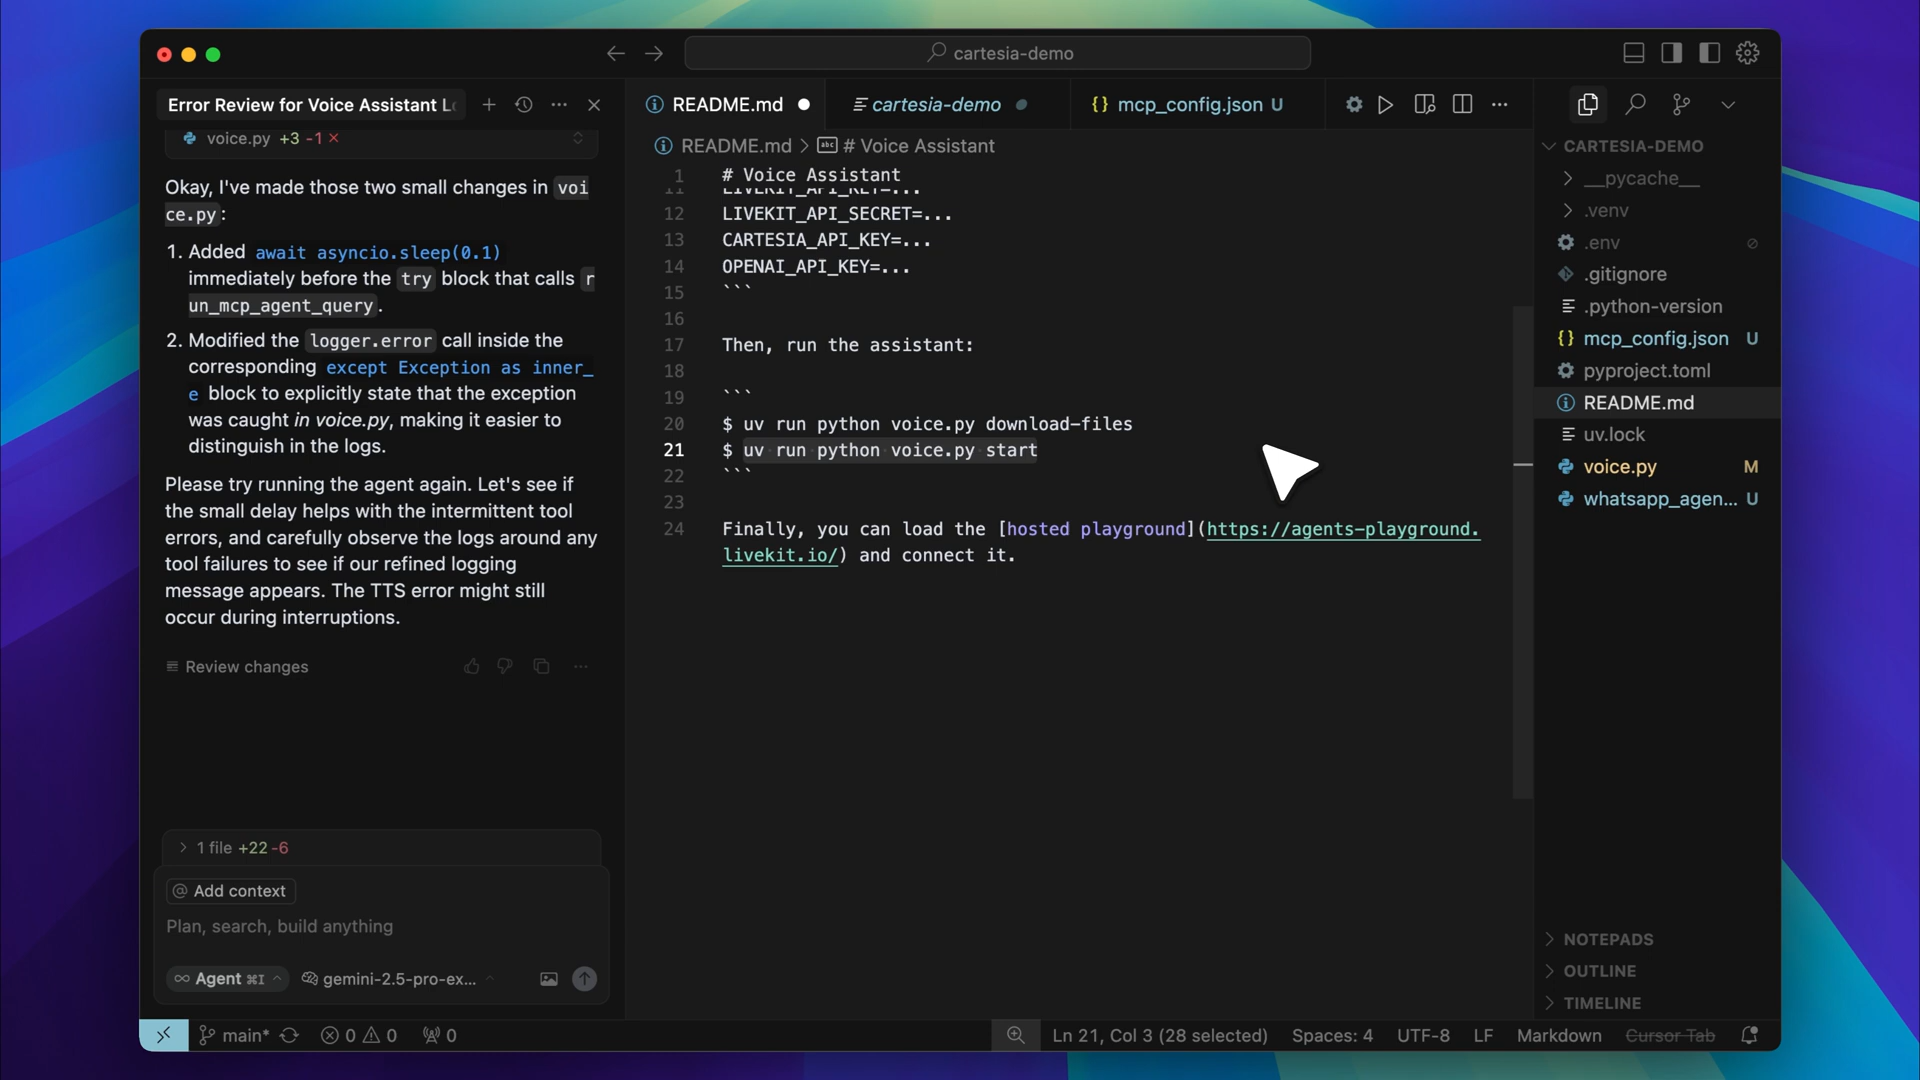 cartesia-demo
Error Review for Voice Assistant Lo
voice.py +3 -1
Okay, I've made those two small changes in voi
ce.py:
1. Added await asyncio.sleep(0.1)
immediately before the try block that calls r
un_mcp_agent_query.
2. Modified the logger.error call inside the
corresponding except Exception as inner_
e block to explicitly state that the exception
was caught in voice.py, making it easier to
distinguish in the logs.
Please try running the agent again. Let's see if
the small delay helps with the intermittent tool
errors, and carefully observe the logs around any
tool failures to see if our refined logging
message appears. The TTS error might still
occur during interruptions.
Review changes
1 file +22 -6
@ Add context
Plan, search, build anything
Agent ⌘I gemini-2.5-pro-ex...
README.md cartesia-demo {} mcp_config.json U
README.md > # Voice Assistant
1 # Voice Assistant
11 LIVEKIT_API_KEY=...
12 LIVEKIT_API_SECRET=...
13 CARTESIA_API_KEY=...
14 OPENAI_API_KEY=...
15 ```
16
17 Then, run the assistant:
18
19 ```
20 $ uv run python voice.py download-files
21 $ uv run python voice.py start
22 ```
23
24 Finally, you can load the [hosted playground](https://agents-playground.
livekit.io/) and connect it.
CARTESIA-DEMO
__pycache__
.venv
.env
.gitignore
.python-version
{} mcp_config.json U
pyproject.toml
README.md
uv.lock
voice.py M
whatsapp_agen... U
NOTEPADS
OUTLINE
TIMELINE
main* 0 0 0 Ln 21, Col 3 (28 selected) Spaces: 4 UTF-8 LF Markdown Cursor Tab